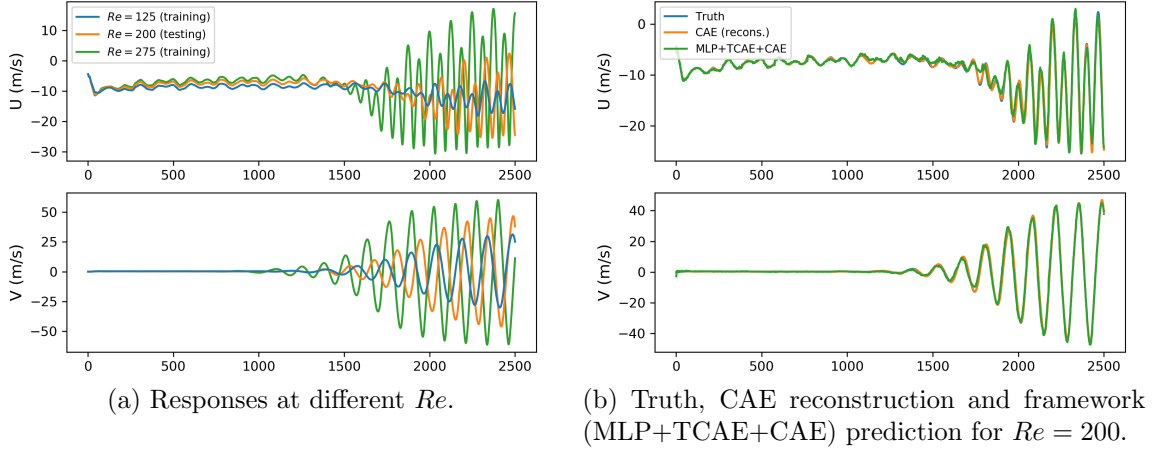 Re = 125 (training)
Re = 200 (testing)
Re = 275 (training)
U (m/s)
10
0
−10
−20
−30
0 500 1000 1500 2000 2500
V (m/s)
50
25
0
−25
−50
0 500 1000 1500 2000 2500
(a) Responses at different Re.
Truth
CAE (recons.)
MLP+TCAE+CAE
U (m/s)
0
−10
−20
0 500 1000 1500 2000 2500
V (m/s)
40
20
0
−20
−40
0 500 1000 1500 2000 2500
(b) Truth, CAE reconstruction and framework
(MLP+TCAE+CAE) prediction for Re = 200.